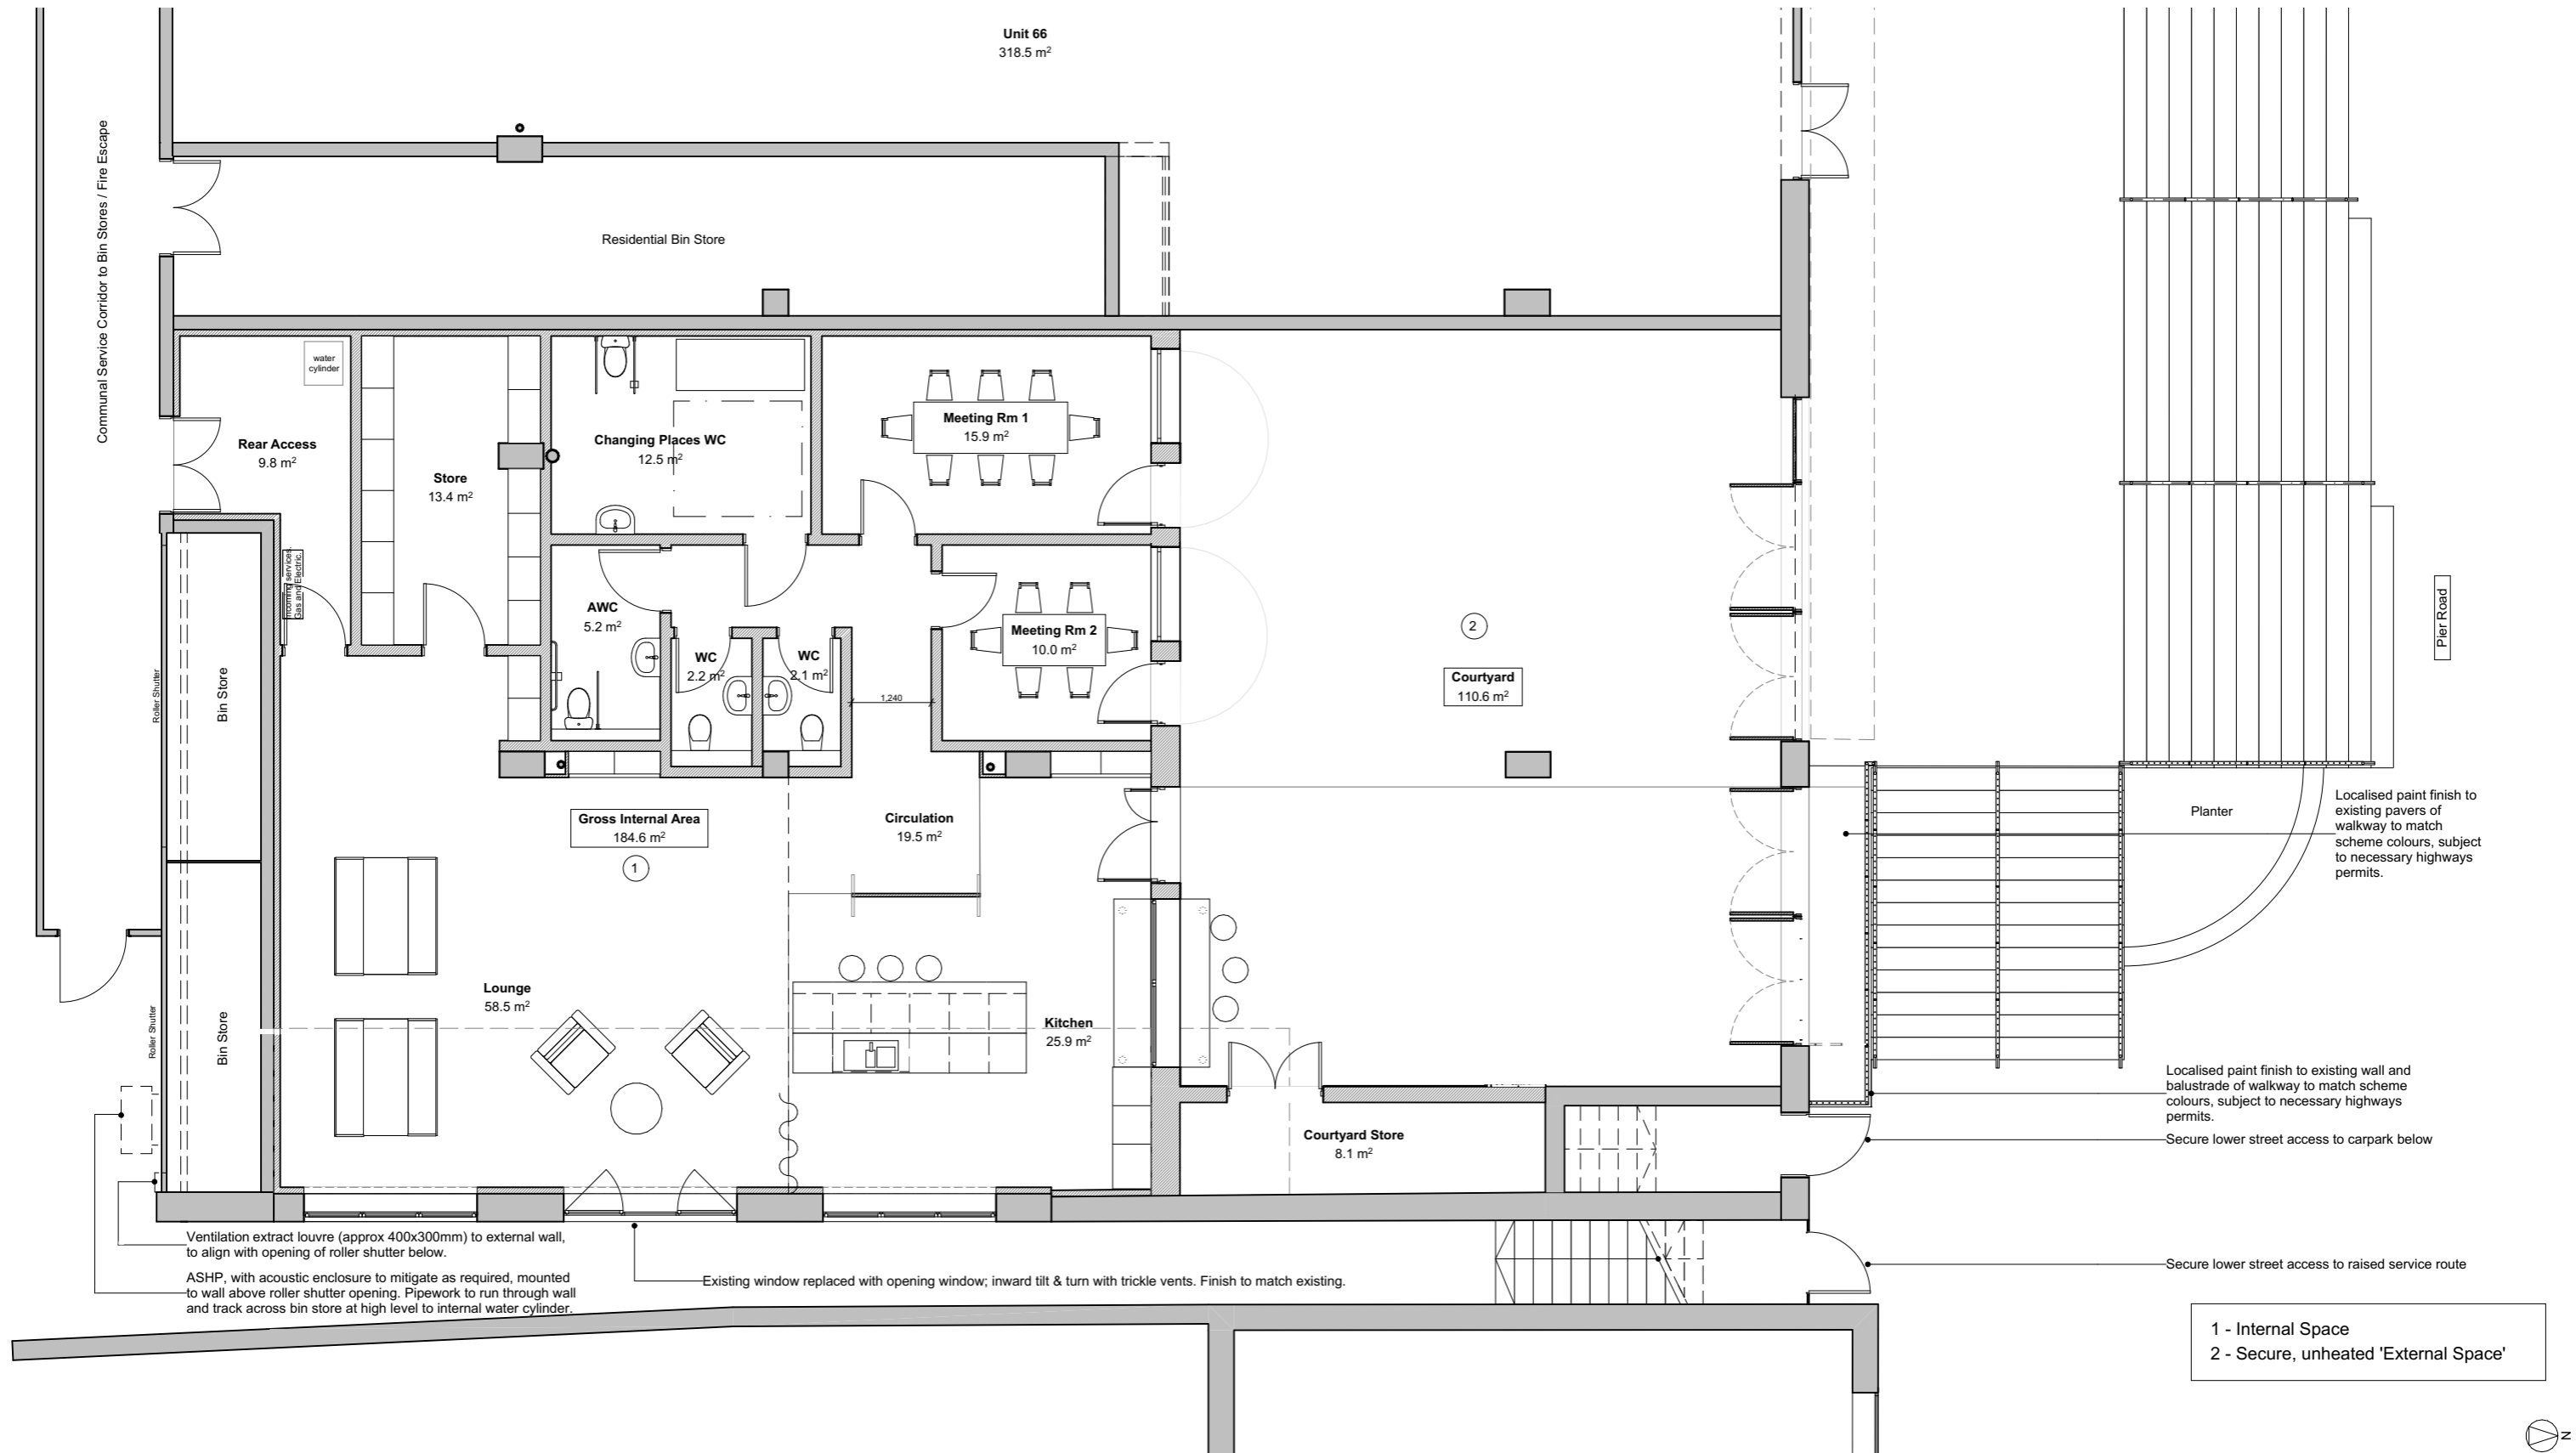 Unit 66
318.5 m²
Communal Service Corridor to Bin Stores / Fire Escape
Residential Bin Store
water
cylinder
Rear Access
9.8 m²
Store
13.4 m²
Changing Places WC
12.5 m²
Meeting Rm 1
15.9 m²
Incoming services.
Gas and Electric.
AWC
5.2 m²
WC
2.2 m²
WC
2.1 m²
1,240
Meeting Rm 2
10.0 m²
2
Courtyard
110.6 m²
Pier Road
Roller Shutter
Bin Store
Gross Internal Area
184.6 m²
1
Circulation
19.5 m²
Planter
Localised paint finish to
existing pavers of
walkway to match
scheme colours, subject
to necessary highways
permits.
Lounge
58.5 m²
Kitchen
25.9 m²
Roller Shutter
Bin Store
Localised paint finish to existing wall and
balustrade of walkway to match scheme
colours, subject to necessary highways
permits.
Courtyard Store
8.1 m²
Secure lower street access to carpark below
Ventilation extract louvre (approx 400x300mm) to external wall,
to align with opening of roller shutter below.
ASHP, with acoustic enclosure to mitigate as required, mounted
to wall above roller shutter opening. Pipework to run through wall
and track across bin store at high level to internal water cylinder.
Existing window replaced with opening window; inward tilt & turn with trickle vents. Finish to match existing.
Secure lower street access to raised service route
1 - Internal Space
2 - Secure, unheated 'External Space'
N